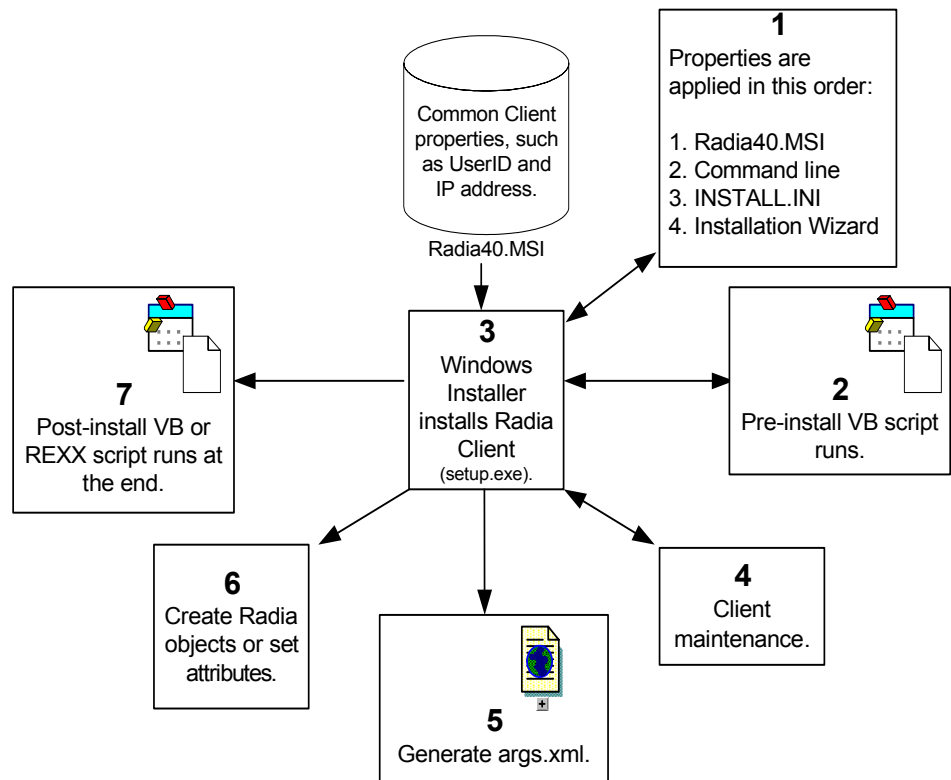 1
Properties are
applied in this order:
1. Radia40.MSI
2. Command line
3. INSTALL.INI
4. Installation Wizard
Common Client
properties, such
as UserID and
IP address.
Radia40.MSI
3
Windows
Installer
installs Radia
Client
(setup.exe).
7
Post-install VB or
REXX script runs at
the end.
2
Pre-install VB script
runs.
6
Create Radia
objects or set
attributes.
4
Client
maintenance.
5
Generate args.xml.